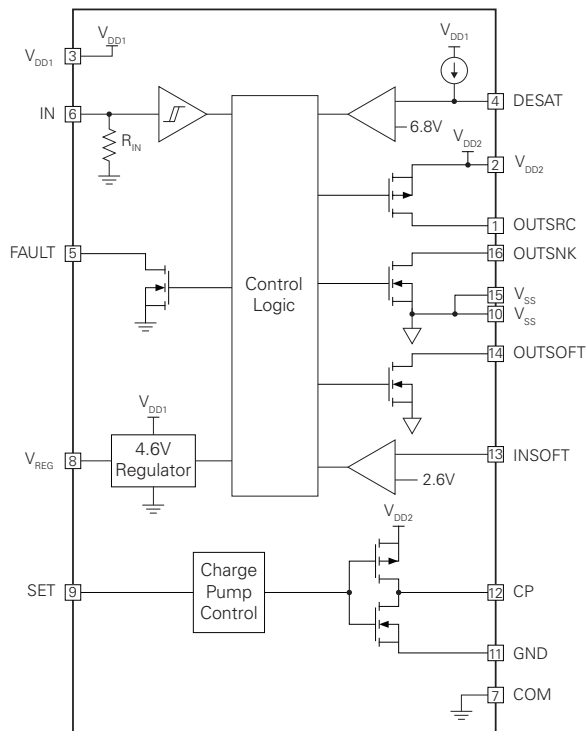 V_DD1
V_DD1
3
V_DD1
IN
6
R_IN
V_DD1
4
DESAT
6.8V
V_DD2
2
V_DD2
1
OUTSRC
FAULT
5
Control
Logic
16
OUTSNK
15
V_SS
10
V_SS
14
OUTSOFT
V_DD1
V_REG
8
4.6V
Regulator
13
INSOFT
2.6V
V_DD2
SET
9
Charge
Pump
Control
12
CP
11
GND
7
COM